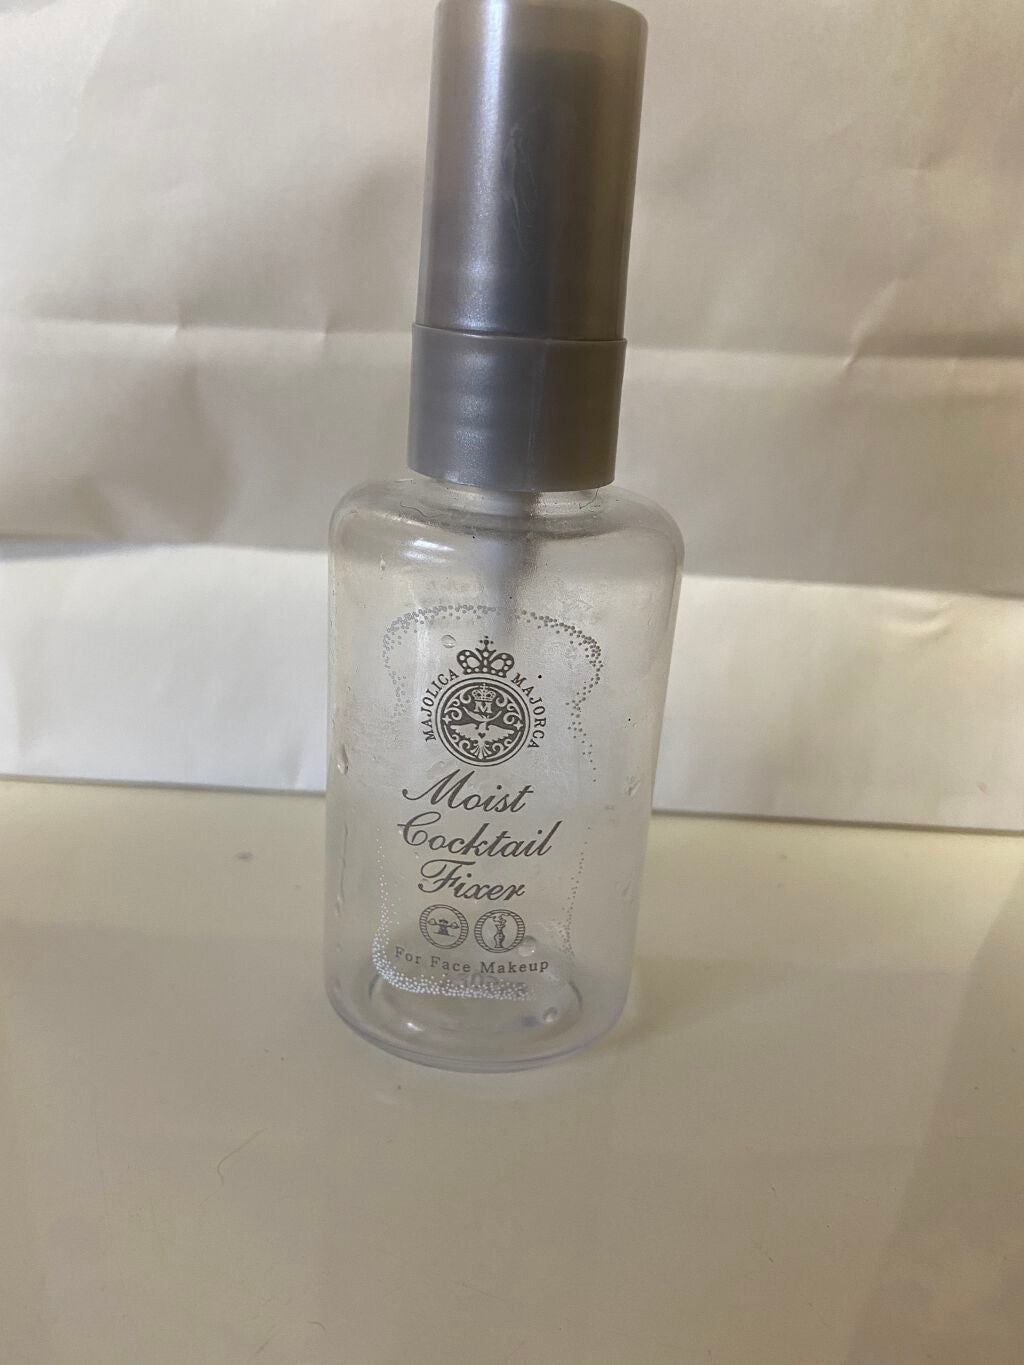 MAJOLICA MAJORCA
M
Moist
Cocktail
Fixer
For Face Makeup